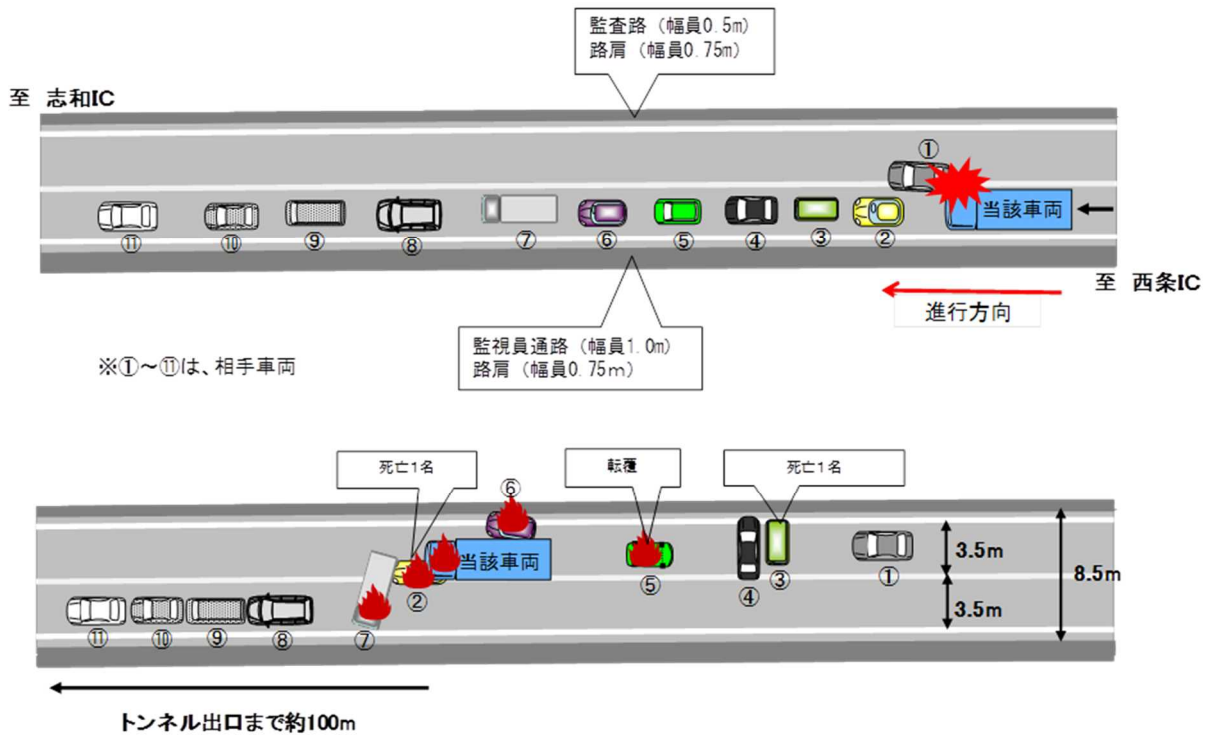 監査路（幅員0.5m）
路肩（幅員0.75m）
至 志和IC
①
当該車両
⑪
⑩
⑨
⑧
⑦
⑥
⑤
④
③
②
至 西条IC
進行方向
監視員通路（幅員1.0m）
路肩（幅員0.75m）
※①～⑪は、相手車両
死亡1名
転覆
死亡1名
⑥
当該車両
3.5m
8.5m
3.5m
②
⑤
④
③
①
⑪
⑩
⑨
⑧
⑦
トンネル出口まで約100m